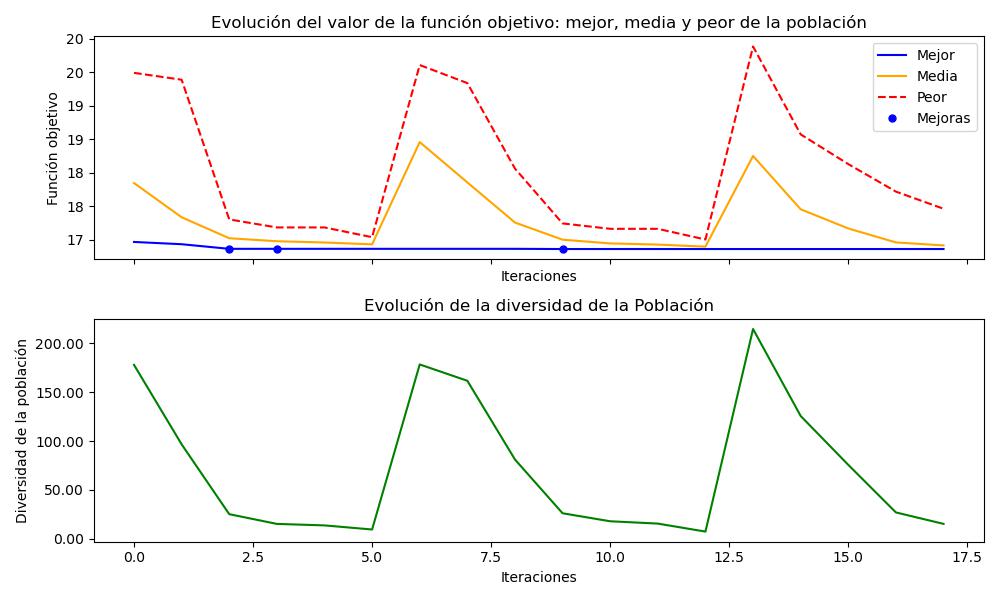 Evolución del valor de la función objetivo: mejor, media y peor de la población
20
20
19
19
18
18
17
Función objetivo
Mejor
Media
Peor
Mejoras
Iteraciones
Evolución de la diversidad de la Población
200.00
150.00
100.00
50.00
0.00
Diversidad de la población
0.0 2.5 5.0 7.5 10.0 12.5 15.0 17.5
Iteraciones